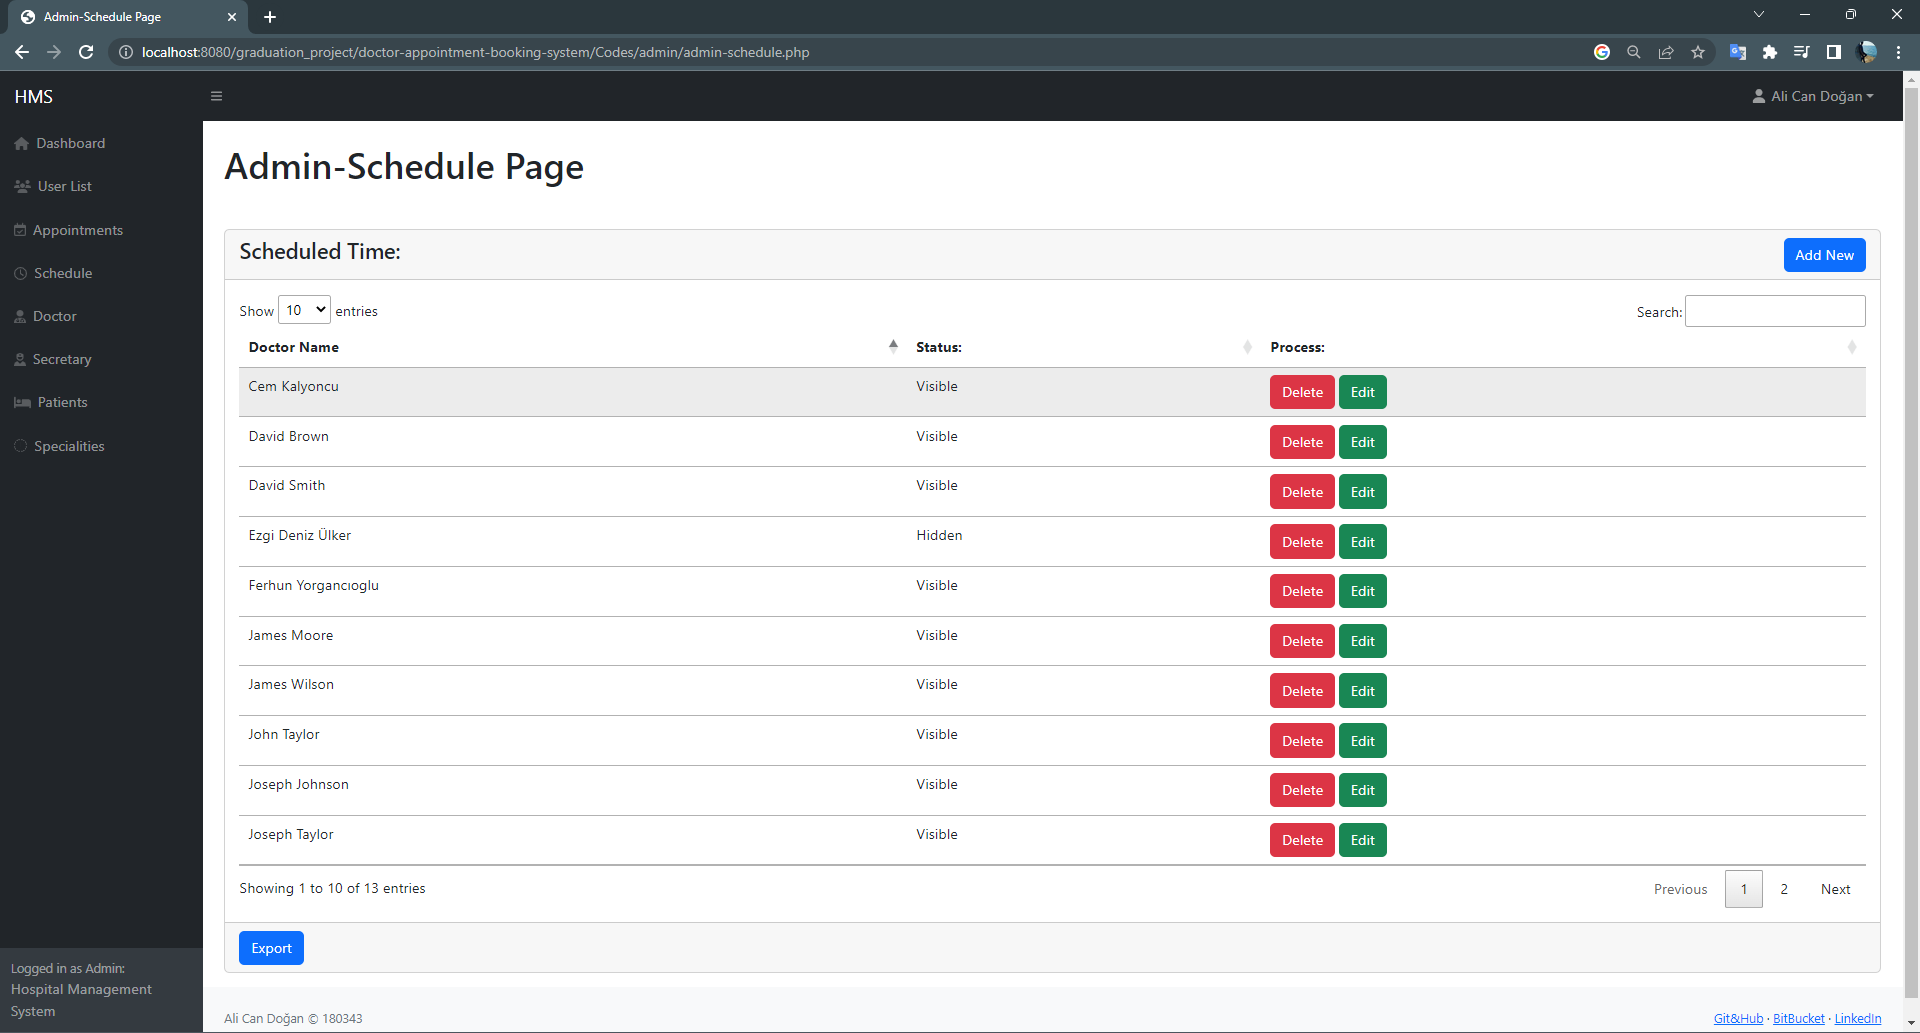 Admin-Schedule Page
localhost:8080/graduation_project/doctor-appointment-booking-system/Codes/admin/admin-schedule.php
HMS
Ali Can Doğan
Dashboard
User List
Appointments
Schedule
Doctor
Secretary
Patients
Specialities
Logged in as Admin:
Hospital Management
System
Admin-Schedule Page
Scheduled Time:
Add New
Show 10 entries
Search:
Doctor Name Status: Process:
Cem Kalyoncu Visible Delete Edit
David Brown Visible Delete Edit
David Smith Visible Delete Edit
Ezgi Deniz Ülker Hidden Delete Edit
Ferhun Yorgancıoglu Visible Delete Edit
James Moore Visible Delete Edit
James Wilson Visible Delete Edit
John Taylor Visible Delete Edit
Joseph Johnson Visible Delete Edit
Joseph Taylor Visible Delete Edit
Showing 1 to 10 of 13 entries
Previous 1 2 Next
Export
Ali Can Doğan © 180343
Git&Hub · BitBucket · LinkedIn